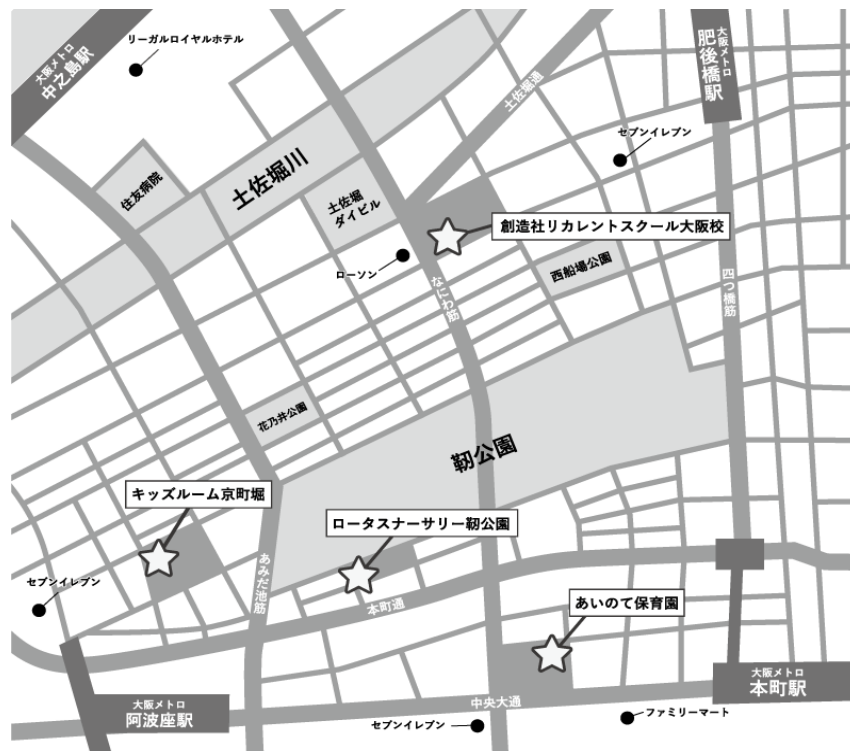 リーガルロイヤルホテル
大阪メトロ
中之島駅
大阪メトロ
肥後橋駅
土佐堀通
セブンイレブン
住友病院
土佐堀川
土佐堀
ダイビル
創造社リカレントスクール大阪校
ローソン
西船場公園
なにわ筋
四つ橋筋
花乃井公園
靭公園
キッズルーム京町堀
ロータスナーサリー靭公園
あみだ池筋
セブンイレブン
本町通
あいのて保育園
大阪メトロ
本町駅
大阪メトロ
阿波座駅
中央大通
セブンイレブン
ファミリーマート